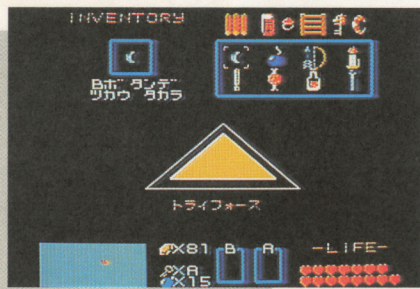 INVENTORY
Bボタンデ
ツカウ タカラ
トライフォース
X81 B A -LIFE-
XA
X15